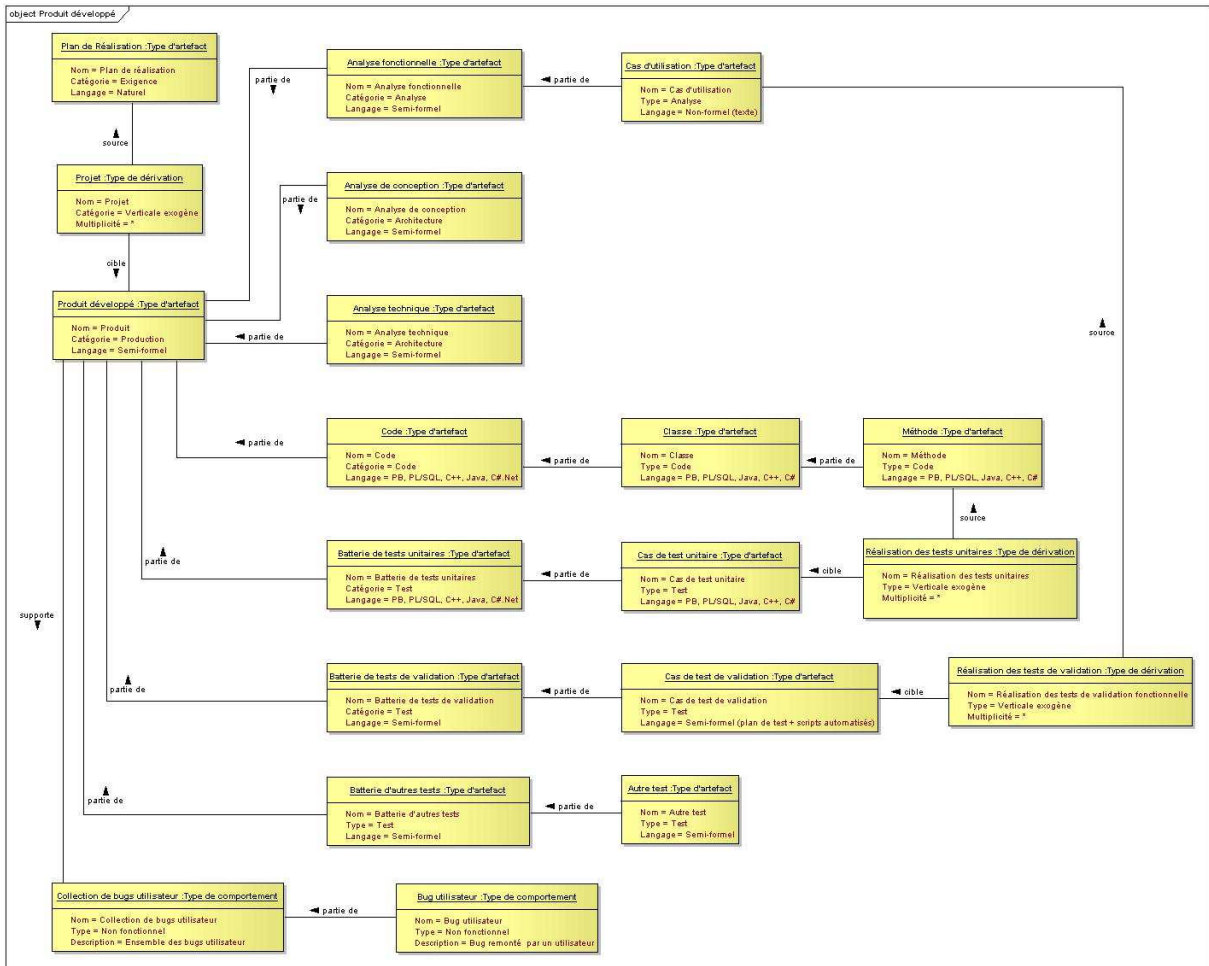 object Produit développé
Plan de Réalisation :Type d'artefact
Nom = Plan de réalisation
Catégorie = Exigence
Langage = Naturel
source
Projet :Type de dérivation
Nom = Projet
Catégorie = Verticale exogène
Multiplicité = *
cible
Produit développé :Type d'artefact
Nom = Produit
Catégorie = Production
Langage = Semi-formel
partie de
Analyse fonctionnelle :Type d'artefact
Nom = Analyse fonctionnelle
Catégorie = Analyse
Langage = Semi-formel
partie de
Cas d'utilisation :Type d'artefact
Nom = Cas d'utilisation
Type = Analyse
Langage = Non-formel (texte)
partie de
Analyse de conception :Type d'artefact
Nom = Analyse de conception
Catégorie = Architecture
Langage = Semi-formel
partie de
Analyse technique :Type d'artefact
Nom = Analyse technique
Catégorie = Architecture
Langage = Semi-formel
source
partie de
Code :Type d'artefact
Nom = Code
Catégorie = Code
Langage = PB, PL/SQL, C++, Java, C#.Net
partie de
Classe :Type d'artefact
Nom = Classe
Type = Code
Langage = PB, PL/SQL, Java, C++, C#
partie de
Méthode :Type d'artefact
Nom = Méthode
Type = Code
Langage = PB, PL/SQL, Java, C++, C#
source
partie de
Batterie de tests unitaires :Type d'artefact
Nom = Batterie de tests unitaires
Catégorie = Test
Langage = PB, PL/SQL, C++, Java, C#.Net
partie de
Cas de test unitaire :Type d'artefact
Nom = Cas de test unitaire
Type = Test
Langage = PB, PL/SQL, Java, C++, C#
cible
Réalisation des tests unitaires :Type de dérivation
Nom = Réalisation des tests unitaires
Type = Verticale exogène
Multiplicité = *
supporte
partie de
Batterie de tests de validation :Type d'artefact
Nom = Batterie de tests de validation
Catégorie = Test
Langage = Semi-formel
partie de
Cas de test de validation :Type d'artefact
Nom = Cas de test de validation
Type = Test
Langage = Semi-formel (plan de test + scripts automatisés)
cible
Réalisation des tests de validation :Type de dérivation
Nom = Réalisation des tests de validation fonctionnelle
Type = Verticale exogène
Multiplicité = *
partie de
Batterie d'autres tests :Type d'artefact
Nom = Batterie d'autres tests
Type = Test
Langage = Semi-formel
partie de
Autre test :Type d'artefact
Nom = Autre test
Type = Test
Langage = Semi-formel
Collection de bugs utilisateur :Type de comportement
Nom = Collection de bugs utilisateur
Type = Non fonctionnel
Description = Ensemble des bugs utilisateur
partie de
Bug utilisateur :Type de comportement
Nom = Bug utilisateur
Type = Non fonctionnel
Description = Bug remonté par un utilisateur